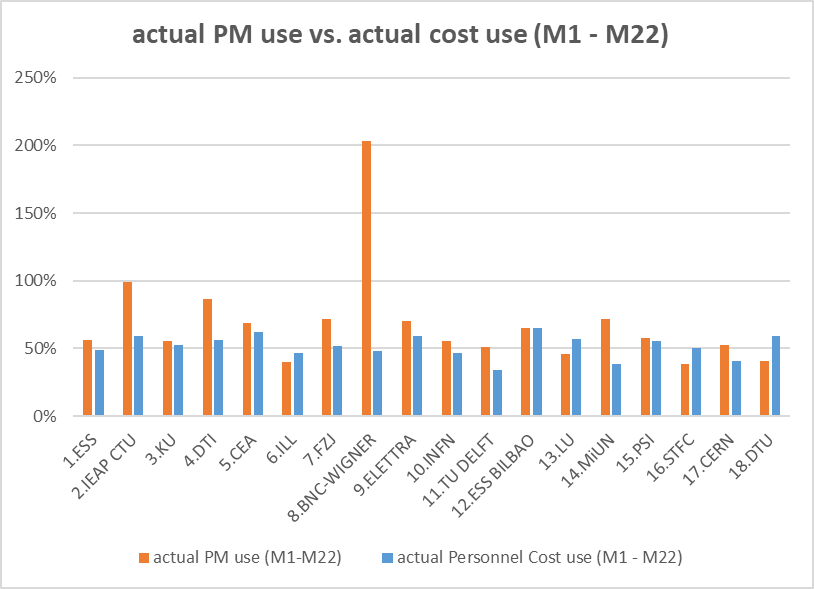 actual PM use vs. actual cost use (M1 - M22)
250%
200%
150%
100%
50%
0%
1.ESS
2.IEAP CTU
3.KU
4.DTI
5.CEA
6.ILL
7.FZJ
8.BNC-WIGNER
9.ELETTRA
10.INFN
11.TU DELFT
12.ESS BILBAO
13.LU
14.MiUN
15.PSI
16.STFC
17.CERN
18.DTU
actual PM use (M1-M22)
actual Personnel Cost use (M1 - M22)